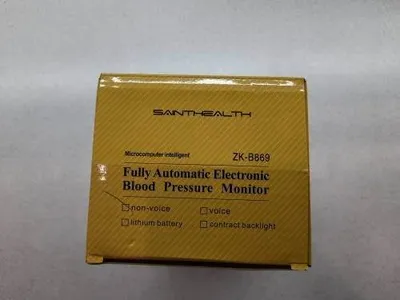 SAINTHEALTH
Microcomputer intelligent ZK-B869
Fully Automatic Electronic
Blood Pressure Monitor
non-voice voice
lithium battery contract backlight